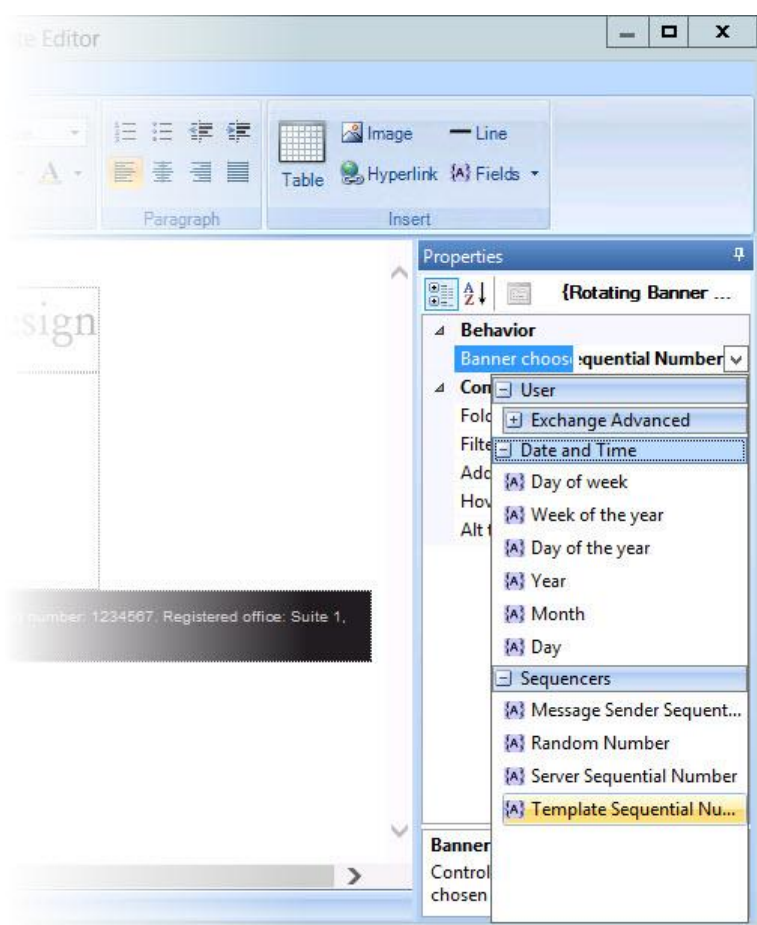 Editor
x
Image
Line
Table
Hyperlink
{A} Fields
Paragraph
Insert
Properties
{Rotating Banner ...
sign
Behavior
Banner choos equential Number
Con
User
Fold
Exchange Advanced
Filte
Date and Time
Add
{A} Day of week
Hov
{A} Week of the year
Alt t
{A} Day of the year
{A} Year
number: 1234567. Registered office: Suite 1,
{A} Month
{A} Day
Sequencers
{A} Message Sender Sequent...
{A} Random Number
{A} Server Sequential Number
{A} Template Sequential Nu...
Banner
Control
chosen